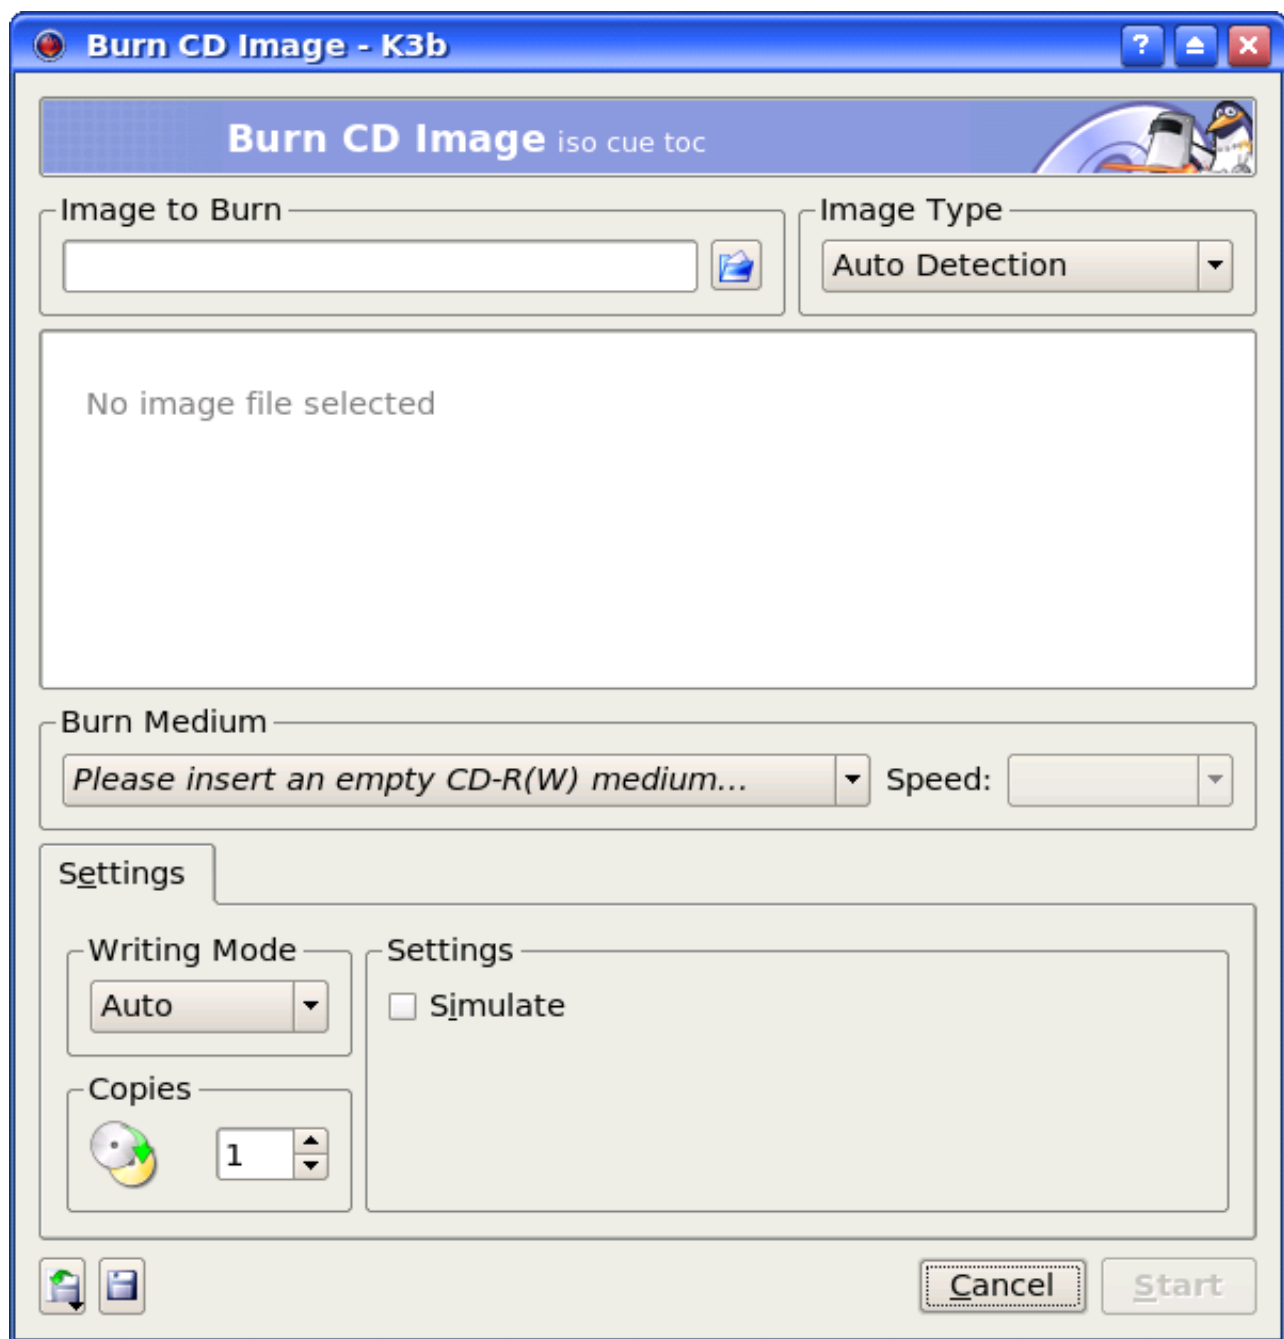 Burn CD Image - K3b
?
Burn CD Image iso cue toc
Image to Burn
Image Type
Auto Detection
No image file selected
Burn Medium
Please insert an empty CD-R(W) medium...
Speed:
Settings
Writing Mode
Settings
Auto
Simulate
Copies
1
Cancel
Start